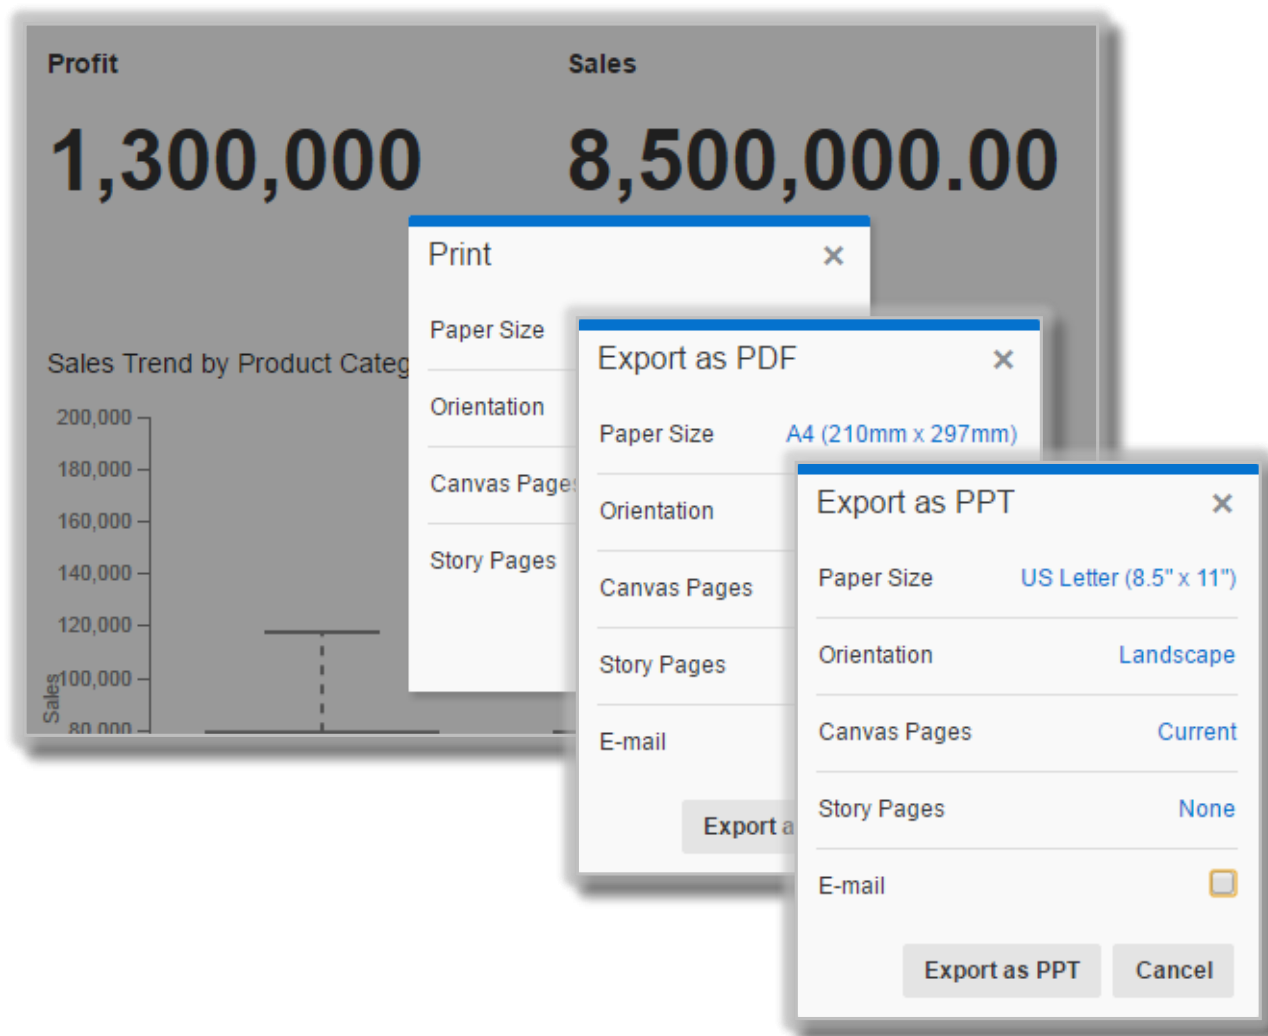 Profit
Sales
1,300,000
8,500,000.00
Sales Trend by Product Categ
200,000
180,000
160,000
140,000
120,000
100,000
80,000
Sales
Print
Paper Size
Orientation
Canvas Pages
Story Pages
Export as PDF
Paper Size A4 (210mm x 297mm)
Orientation
Canvas Pages
Story Pages
E-mail
Export a
Export as PPT
Paper Size US Letter (8.5" x 11")
Orientation Landscape
Canvas Pages Current
Story Pages None
E-mail
Export as PPT Cancel